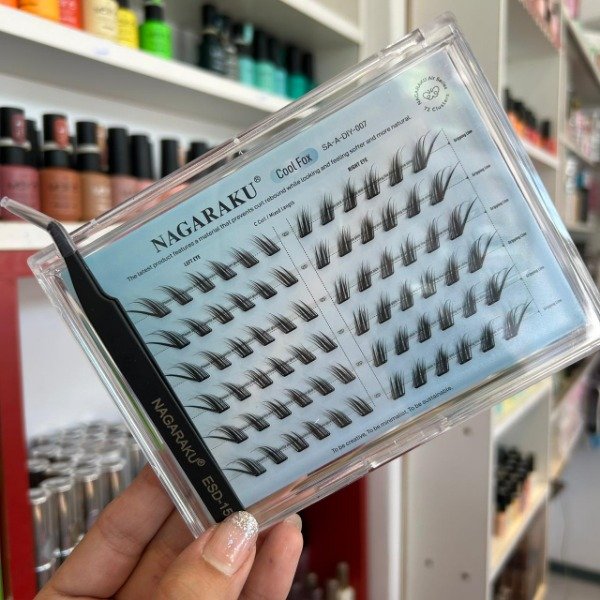 NAGARAKU®
Cool Fox
SA-A-DIY-007
The latest product features a material that prevents curl rebound while looking and feeling softer and more natural.
C Curl / Mixed Length
LEFT EYE
RIGHT EYE
72 Clusters
To be creative. To be minimalist. To be sustainable.
NAGARAKU®
ESD-15